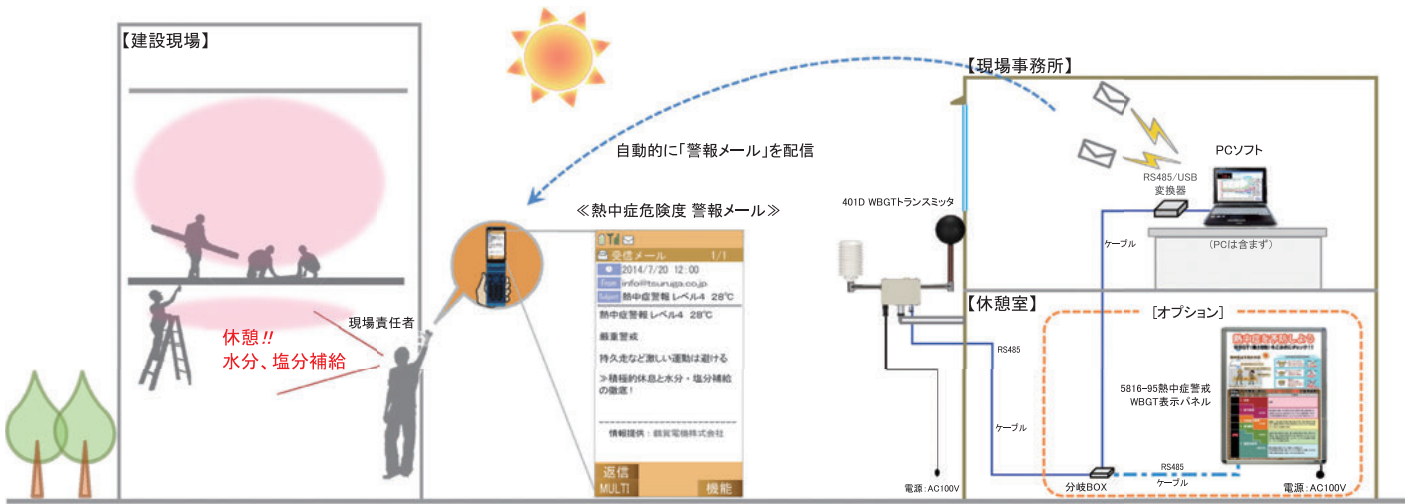 【建設現場】
休憩!!
水分、塩分補給
現場責任者
自動的に「警報メール」を配信
≪熱中症危険度 警報メール≫
受信メール 1/1
2014/7/20 12:00
From info@tsuruga.co.jp
Subject 熱中症警報 レベル4 28℃
熱中症警報 レベル4 28℃
厳重警戒
持久走など激しい運動は避ける
≫積極的休息と水分・塩分補給
の徹底!
情報提供：鶴賀電機株式会社
返信
MULTI 機能
401D WBGTトランスミッタ
電源：AC100V
【現場事務所】
PCソフト
RS485/USB
変換器
ケーブル
(PCは含まず)
【休憩室】
[オプション]
RS485
ケーブル
5816-95熱中症警戒
WBGT表示パネル
熱中症を予防しよう
分岐BOX
RS485
ケーブル
電源：AC100V